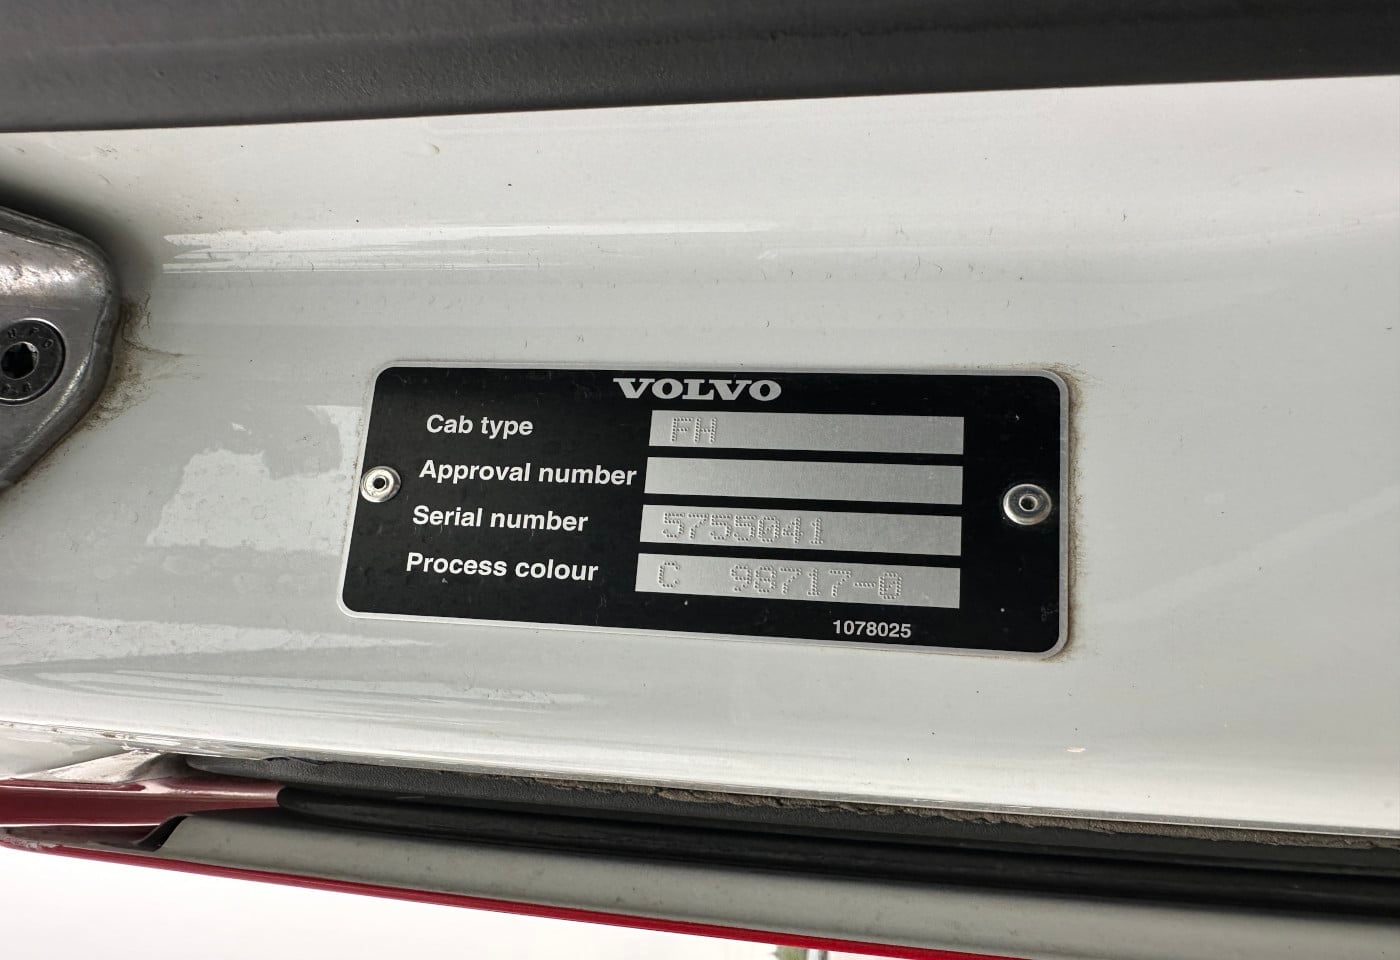 VOLVO
Cab type FH
Approval number
Serial number 5755041
Process colour C 98717-0
1078025